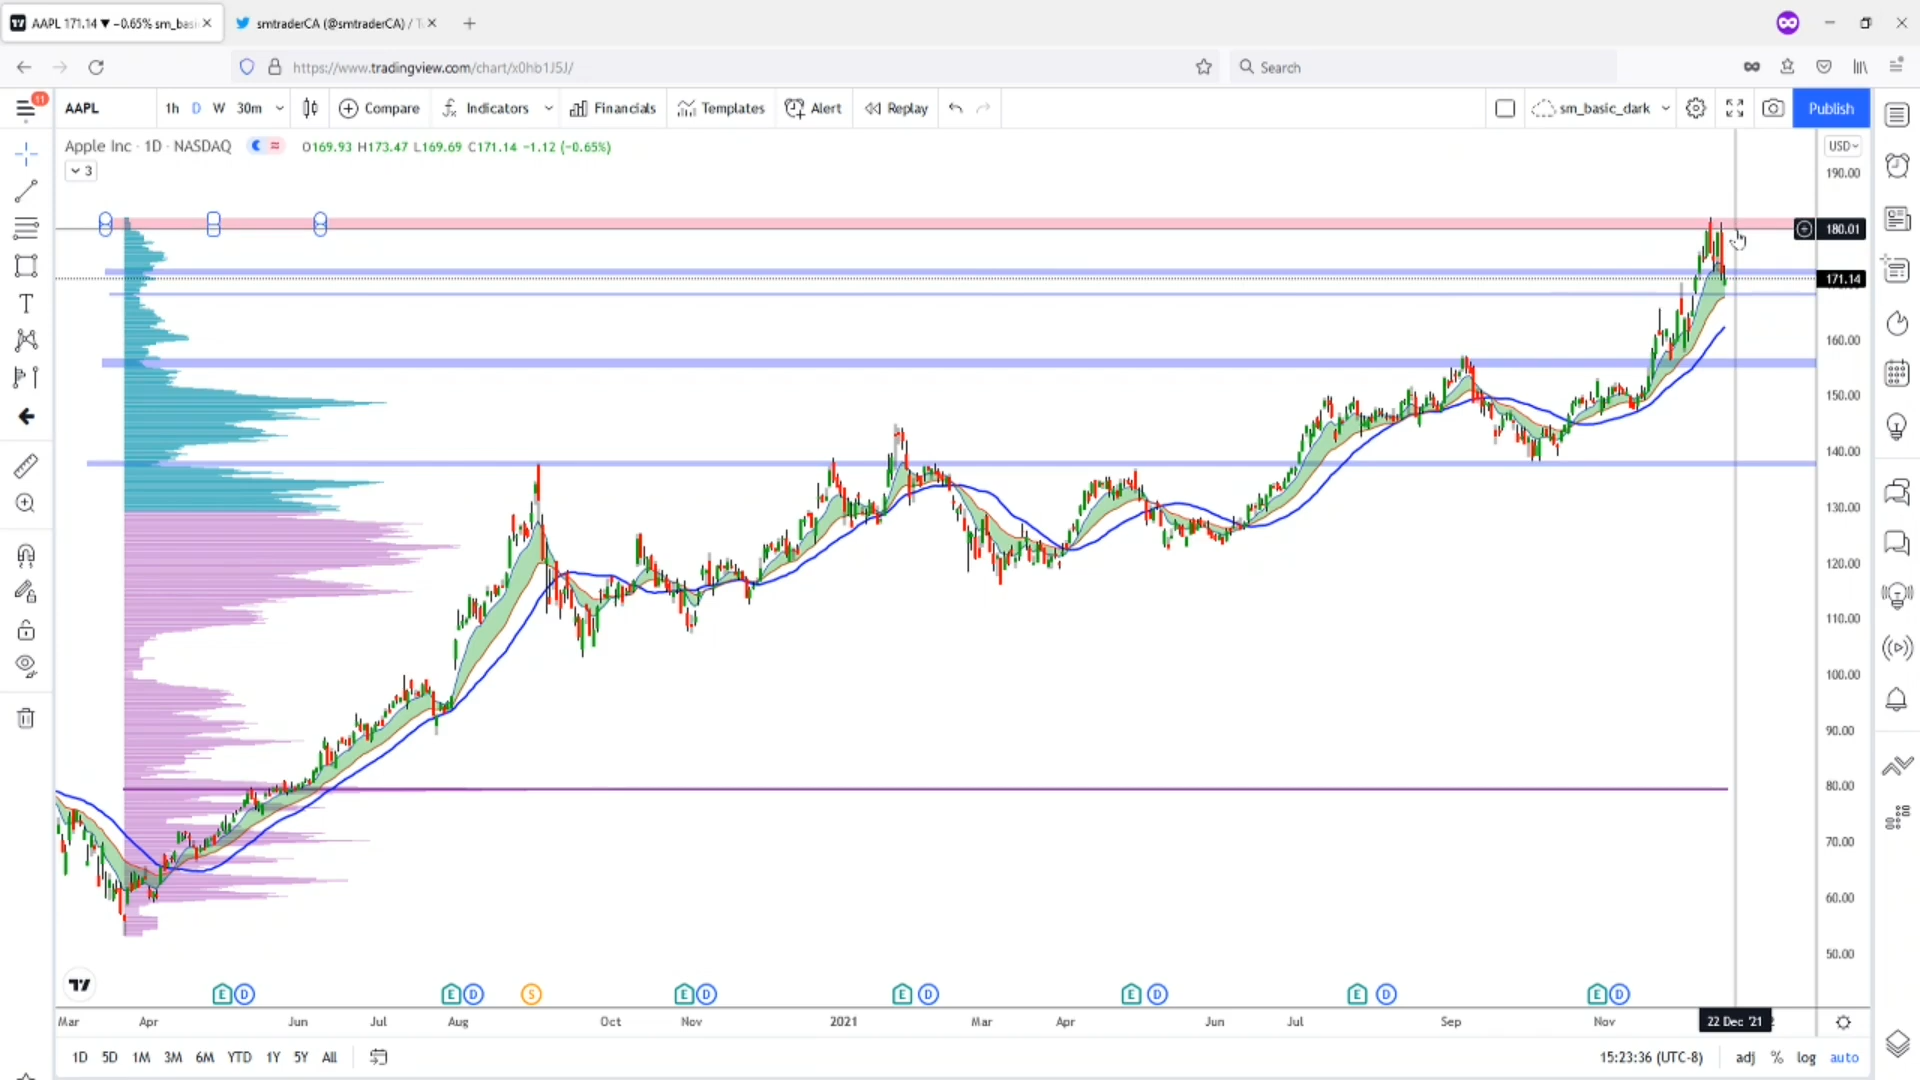 AAPL 171.14 ▼ −0.65% sm_basi
smtraderCA (@smtraderCA) / T
https://www.tradingview.com/chart/x0hb1J5J/
Search
11
AAPL
1h D W 30m
Compare
Indicators
Financials
Templates
Alert
Replay
sm_basic_dark
Publish
Apple Inc · 1D · NASDAQ
O169.93 H173.47 L169.69 C171.14 −1.12 (−0.65%)
3
USD
190.00
180.01
171.14
160.00
150.00
140.00
130.00
120.00
110.00
100.00
90.00
80.00
70.00
60.00
50.00
E D E D S E D E D E D E D E D
Mar Apr Jun Jul Aug Oct Nov 2021 Mar Apr Jun Jul Sep Nov 22 Dec '21
1D 5D 1M 3M 6M YTD 1Y 5Y All
15:23:36 (UTC-8)
adj % log auto